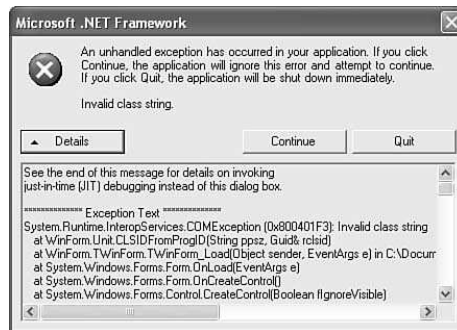 Microsoft .NET Framework
An unhandled exception has occurred in your application. If you click
Continue, the application will ignore this error and attempt to continue.
If you click Quit, the application will be shut down immediately.
Invalid class string.
Details
Continue
Quit
See the end of this message for details on invoking
just-in-time (JIT) debugging instead of this dialog box.
************** Exception Text **************
System.Runtime.InteropServices.COMException (0x800401F3): Invalid class string
at WinForm.Unit.CLSIDFromProgID(String ppsz, Guid& rclsid)
at WinForm.TWinForm.TWinForm_Load(Object sender, EventArgs e) in C:\Docum
at System.Windows.Forms.Form.OnLoad(EventArgs e)
at System.Windows.Forms.Form.OnCreateControl()
at System.Windows.Forms.Control.CreateControl(Boolean fIgnoreVisible)